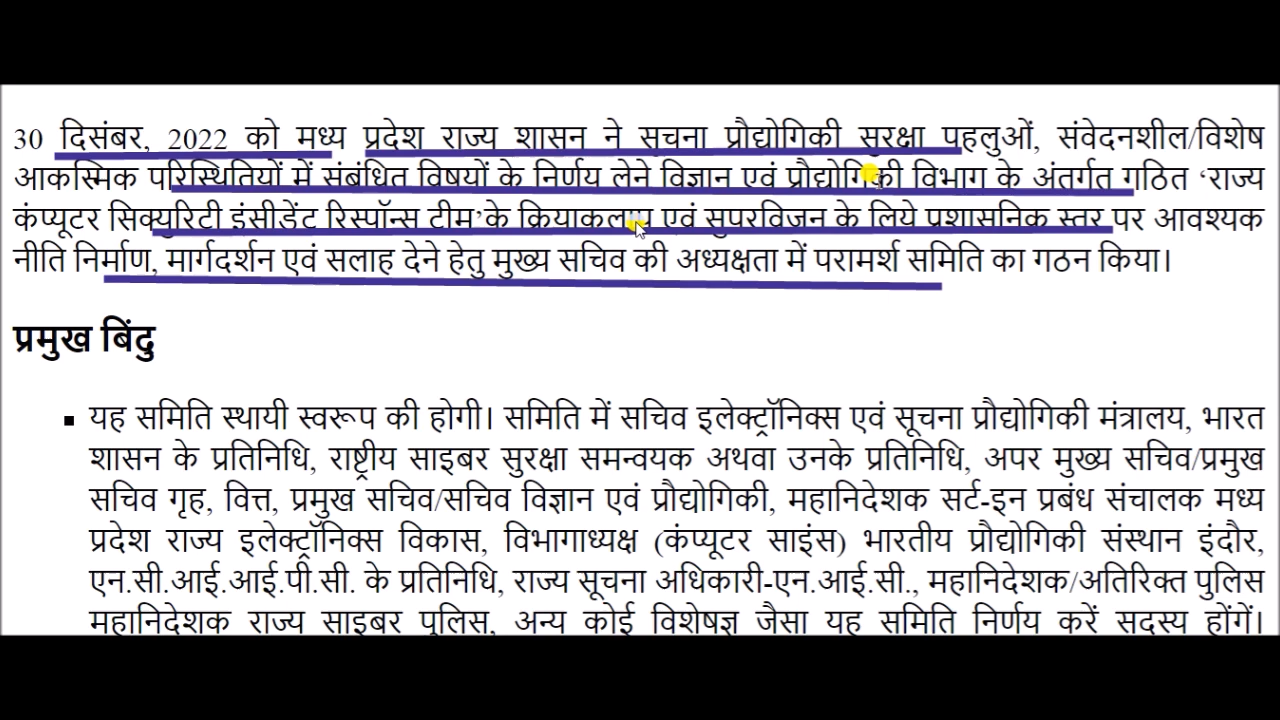 30 दिसंबर, 2022 को मध्य प्रदेश राज्य शासन ने सूचना प्रौद्योगिकी सुरक्षा पहलुओं, संवेदनशील/विशेष
आकस्मिक परिस्थितियों में संबंधित विषयों के निर्णय लेने विज्ञान एवं प्रौद्योगिकी विभाग के अंतर्गत गठित ‘राज्य
कंप्यूटर सिक्युरिटी इंसीडेंट रिस्पॉन्स टीम’के क्रियाकलाप एवं सुपरविजन के लिये प्रशासनिक स्तर पर आवश्यक
नीति निर्माण, मार्गदर्शन एवं सलाह देने हेतु मुख्य सचिव की अध्यक्षता में परामर्श समिति का गठन किया।
प्रमुख बिंदु
▪ यह समिति स्थायी स्वरूप की होगी। समिति में सचिव इलेक्ट्रॉनिक्स एवं सूचना प्रौद्योगिकी मंत्रालय, भारत
शासन के प्रतिनिधि, राष्ट्रीय साइबर सुरक्षा समन्वयक अथवा उनके प्रतिनिधि, अपर मुख्य सचिव/प्रमुख
सचिव गृह, वित्त, प्रमुख सचिव/सचिव विज्ञान एवं प्रौद्योगिकी, महानिदेशक सर्ट-इन प्रबंध संचालक मध्य
प्रदेश राज्य इलेक्ट्रॉनिक्स विकास, विभागाध्यक्ष (कंप्यूटर साइंस) भारतीय प्रौद्योगिकी संस्थान इंदौर,
एन.सी.आई.आई.पी.सी. के प्रतिनिधि, राज्य सूचना अधिकारी-एन.आई.सी., महानिदेशक/अतिरिक्त पुलिस
महानिदेशक राज्य साइबर पुलिस, अन्य कोई विशेषज्ञ जैसा यह समिति निर्णय करें सदस्य होंगें।